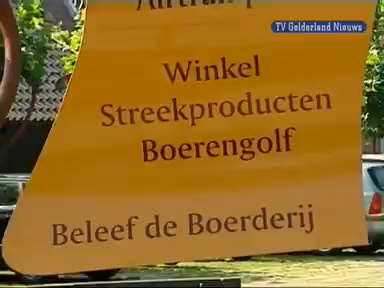 TV Gelderland Nieuws
Winkel
Streekproducten
Boerengolf
Beleef de Boerderij